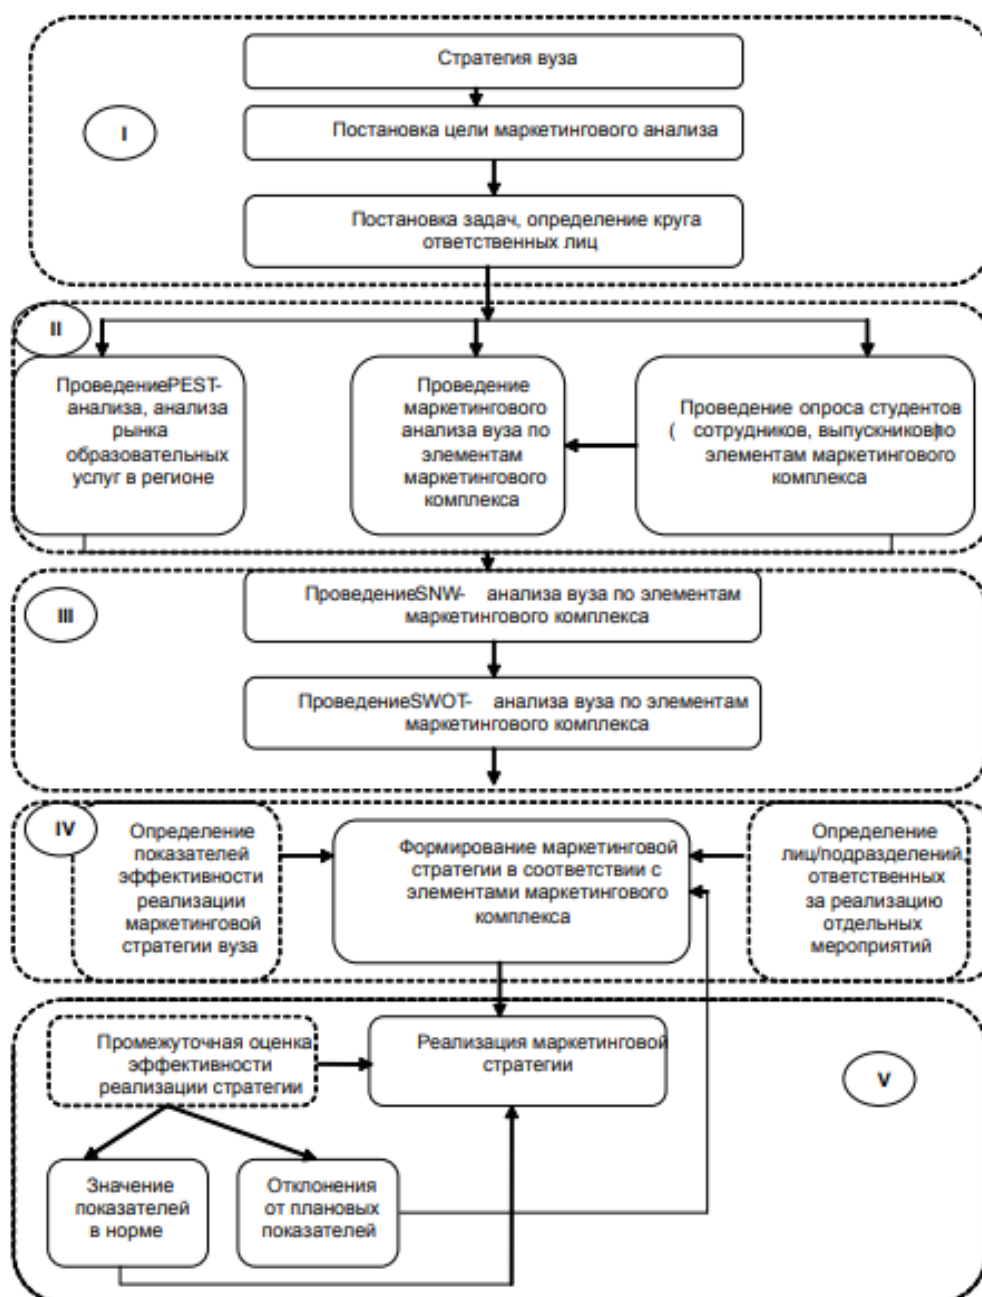 Стратегия вуза
I
Постановка цели маркетингового анализа
Постановка задач, определение круга
ответственных лиц
II
ПроведениеPEST-
анализа, анализа
рынка
образовательных
услуг в регионе
Проведение
маркетингового
анализа вуза по
элементам
маркетингового
комплекса
Проведение опроса студентов
( сотрудников, выпускников)по
элементам маркетингового
комплекса
III
ПроведениеSNW- анализа вуза по элементам
маркетингового комплекса
ПроведениеSWOT- анализа вуза по элементам
маркетингового комплекса
IV
Определение
показателей
эффективности
реализации
маркетинговой
стратегии вуза
Формирование маркетинговой
стратегии в соответствии с
элементами маркетингового
комплекса
Определение
лиц/подразделений,
ответственных
за реализацию
отдельных
мероприятий
Промежуточная оценка
эффективности
реализации стратегии
Реализация маркетинговой
стратегии
V
Значение
показателей
в норме
Отклонения
от плановых
показателей